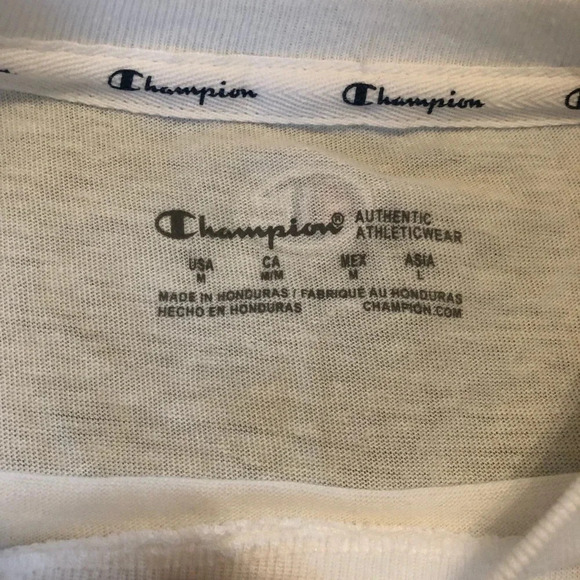 Champion Champion
Champion® AUTHENTIC ATHLETICWEAR
USA CA MEX ASIA
M M/M M L
MADE IN HONDURAS / FABRIQUÉ AU HONDURAS
HECHO EN HONDURAS CHAMPION.COM